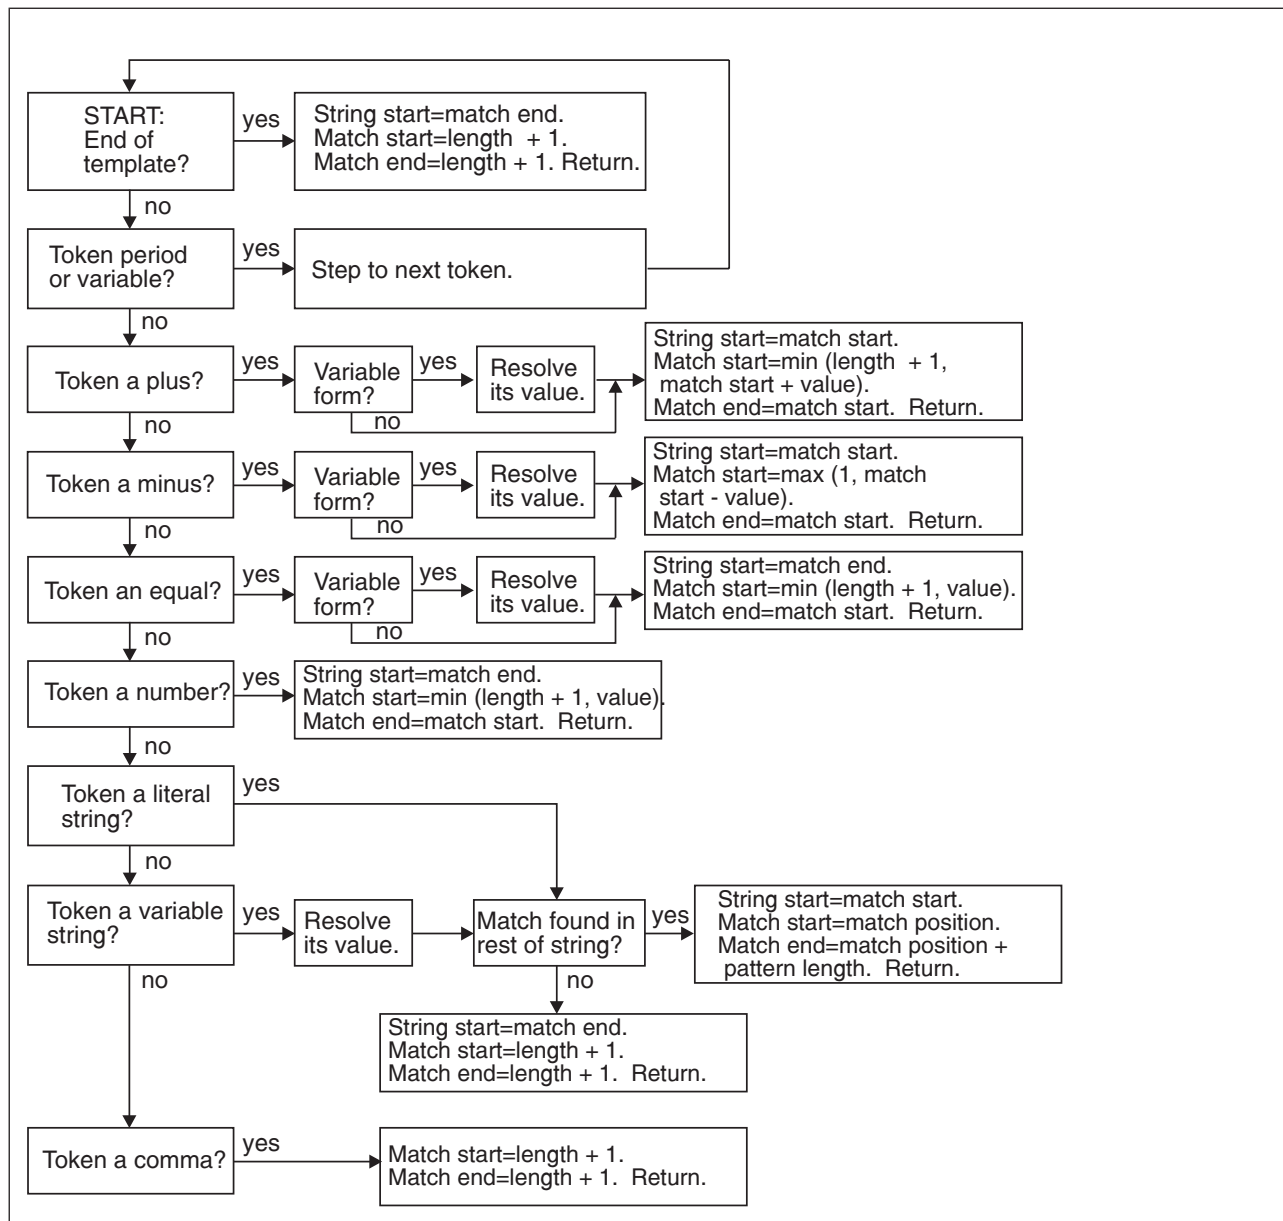 START:
End of
template?
yes
String start=match end.
Match start=length  + 1.
Match end=length + 1. Return.
no
Token period
or variable?
yes
Step to next token.
no
Token a plus?
yes
Variable
form?
yes
no
Resolve
its value.
String start=match start.
Match start=min (length  + 1,
match start + value).
Match end=match start.  Return.
no
Token a minus?
yes
Variable
form?
yes
no
Resolve
its value.
String start=match start.
Match start=max (1, match
start - value).
Match end=match start.  Return.
no
Token an equal?
yes
Variable
form?
yes
no
Resolve
its value.
String start=match end.
Match start=min (length + 1, value).
Match end=match start.  Return.
no
Token a number?
yes
String start=match end.
Match start=min (length + 1, value).
Match end=match start.  Return.
no
Token a literal
string?
yes
no
Token a variable
string?
yes
Resolve
its value.
Match found in
rest of string?
yes
String start=match start.
Match start=match position.
Match end=match position +
pattern length.  Return.
no
no
String start=match end.
Match start=length + 1.
Match end=length + 1.  Return.
Token a comma?
yes
Match start=length + 1.
Match end=length + 1.  Return.